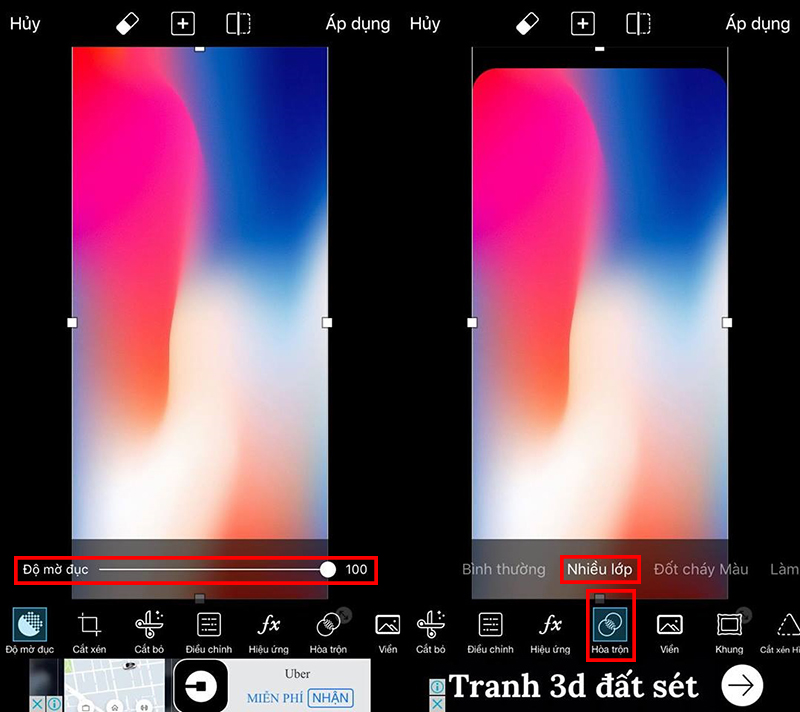 Hủy
Áp dụng
Độ mờ đục 100
Độ mờ đục Cắt xén Cắt bỏ Điều chỉnh Hiệu ứng Hòa trộn Viền
Uber
MIỄN PHÍ NHẬN
Hủy
Áp dụng
Bình thường Nhiều lớp Đốt cháy Màu Làm
Cắt bỏ Điều chỉnh Hiệu ứng Hòa trộn Viền Khung Cắt xén H
Tranh 3d đất sét